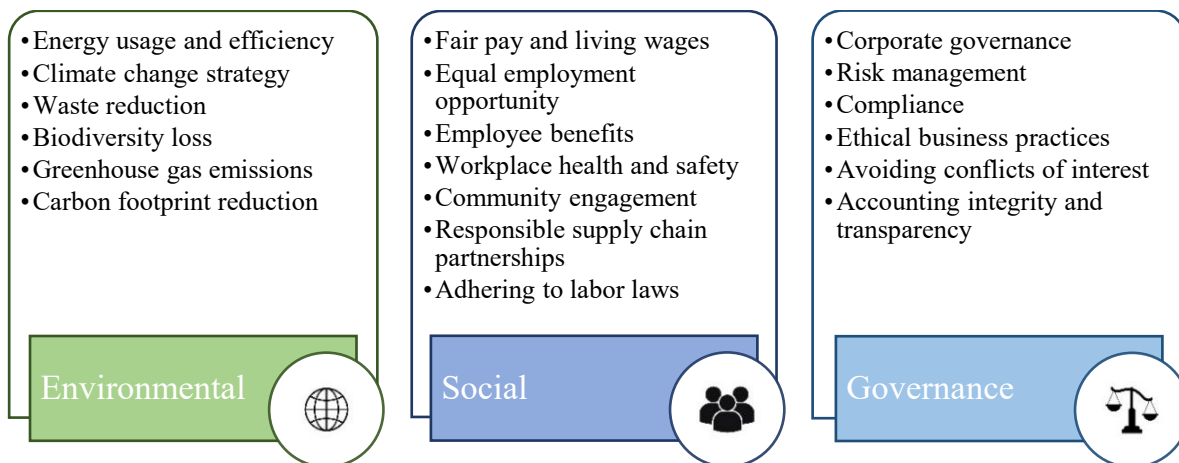 •Energy usage and efficiency
•Climate change strategy
•Waste reduction
•Biodiversity loss
•Greenhouse gas emissions
•Carbon footprint reduction
Environmental
•Fair pay and living wages
•Equal employment
opportunity
•Employee benefits
•Workplace health and safety
•Community engagement
•Responsible supply chain
partnerships
•Adhering to labor laws
Social
•Corporate governance
•Risk management
•Compliance
•Ethical business practices
•Avoiding conflicts of interest
•Accounting integrity and
transparency
Governance